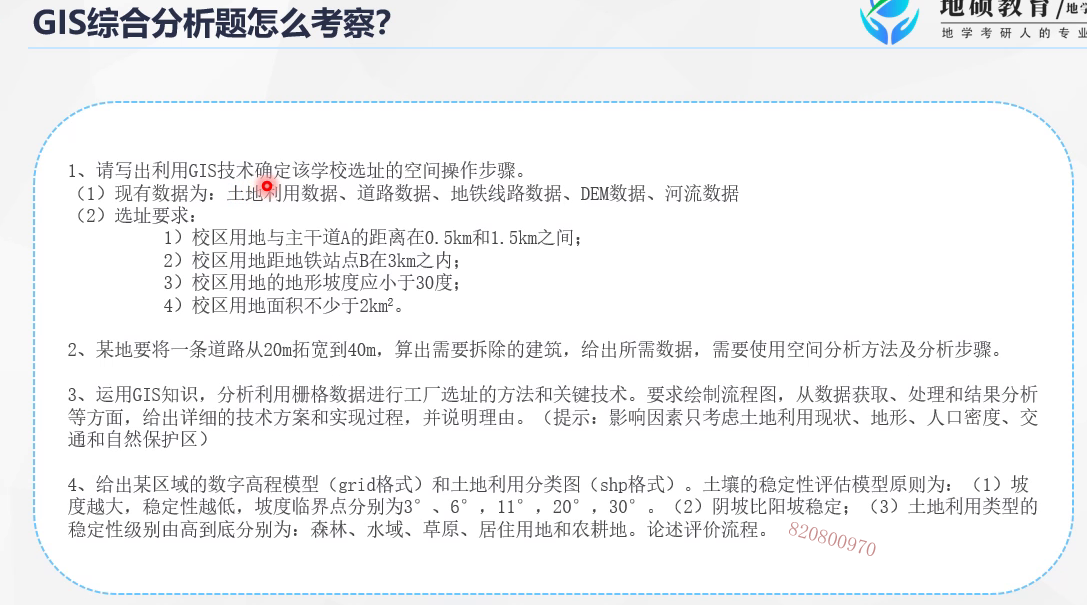 GIS综合分析题怎么考察?
地硕教育/地学
地学考研人的专业
1、请写出利用GIS技术确定该学校选址的空间操作步骤。
（1）现有数据为：土地利用数据、道路数据、地铁线路数据、DEM数据、河流数据
（2）选址要求：
1）校区用地与主干道A的距离在0.5km和1.5km之间；
2）校区用地距地铁站点B在3km之内；
3）校区用地的地形坡度应小于30度；
4）校区用地面积不少于2km²。
2、某地要将一条道路从20m拓宽到40m，算出需要拆除的建筑，给出所需数据，需要使用空间分析方法及分析步骤。
3、运用GIS知识，分析利用栅格数据进行工厂选址的方法和关键技术。要求绘制流程图，从数据获取、处理和结果分析
等方面，给出详细的技术方案和实现过程，并说明理由。（提示：影响因素只考虑土地利用现状、地形、人口密度、交
通和自然保护区）
4、给出某区域的数字高程模型（grid格式）和土地利用分类图（shp格式）。土壤的稳定性评估模型原则为：（1）坡
度越大，稳定性越低，坡度临界点分别为3°、6°，11°，20°，30°。（2）阴坡比阳坡稳定；（3）土地利用类型的
稳定性级别由高到底分别为：森林、水域、草原、居住用地和农耕地。论述评价流程。
820800970